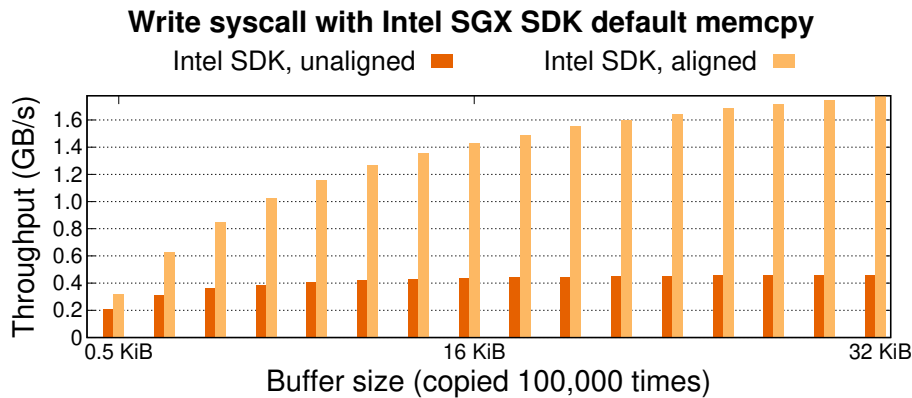 Write syscall with Intel SGX SDK default memcpy
Intel SDK, unaligned
Intel SDK, aligned
Throughput (GB/s)
1.6
1.4
1.2
1.0
0.8
0.6
0.4
0.2
0
0.5 KiB
16 KiB
32 KiB
Buffer size (copied 100,000 times)